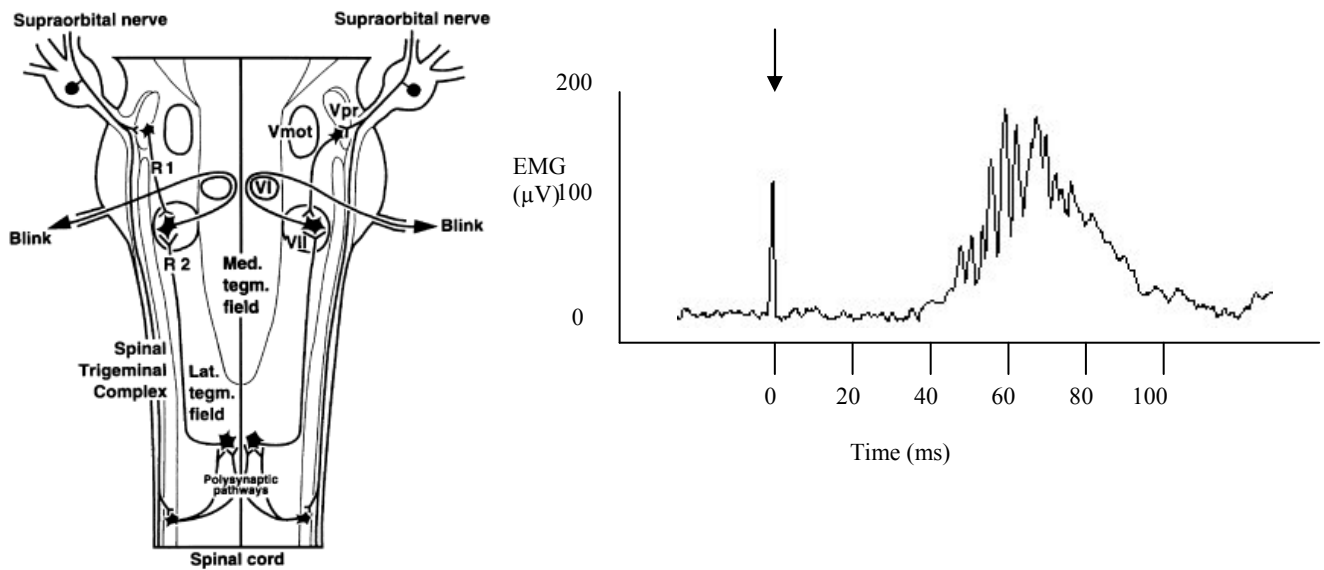 Supraorbital nerve
Supraorbital nerve
Vpr
Vmot
R 1
VI
Blink
Blink
VII
R 2
Med.
tegm.
field
Spinal
Trigeminal
Complex
Lat.
tegm.
field
Polysynaptic
pathways
Spinal cord
200
EMG
(µV)
100
0
0 20 40 60 80 100
Time (ms)